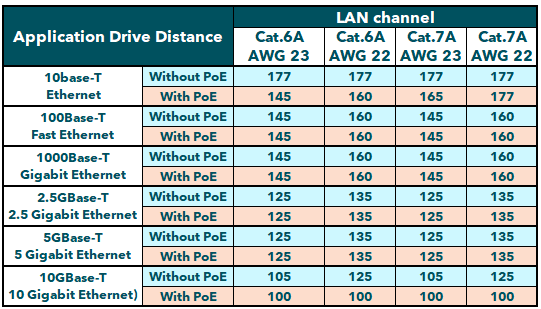 Application Drive Distance
LAN channel
Cat.6A AWG 23
Cat.6A AWG 22
Cat.7A AWG 23
Cat.7A AWG 22
10base-T Ethernet
Without PoE 177 177 177 177
With PoE 145 160 165 177
100Base-T Fast Ethernet
Without PoE 145 160 145 160
With PoE 145 160 145 160
1000Base-T Gigabit Ethernet
Without PoE 145 160 145 160
With PoE 145 160 145 160
2.5GBase-T 2.5 Gigabit Ethernet
Without PoE 125 135 125 135
With PoE 125 135 125 135
5GBase-T 5 Gigabit Ethernet
Without PoE 125 135 125 135
With PoE 125 135 125 135
10GBase-T 10 Gigabit Ethernet)
Without PoE 105 125 105 125
With PoE 100 100 100 100